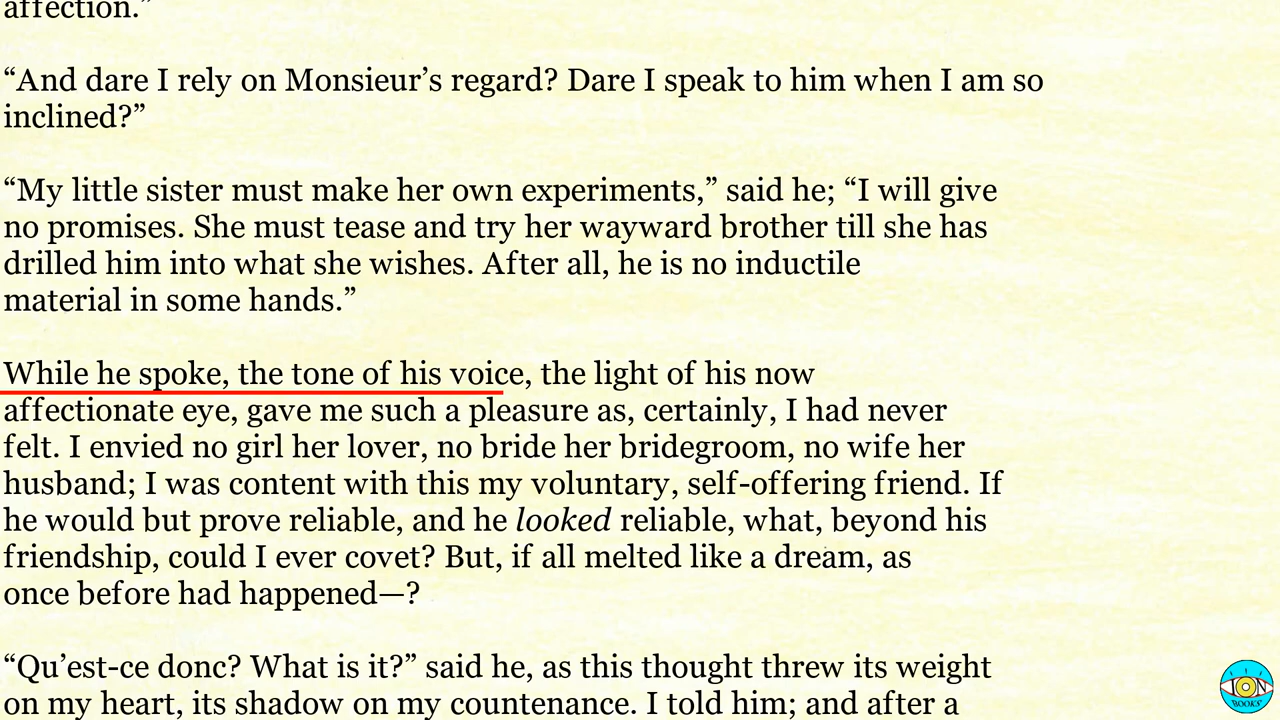 affection.”
“And dare I rely on Monsieur’s regard? Dare I speak to him when I am so
inclined?”
“My little sister must make her own experiments,” said he; “I will give
no promises. She must tease and try her wayward brother till she has
drilled him into what she wishes. After all, he is no inductile
material in some hands.”
While he spoke, the tone of his voice, the light of his now
affectionate eye, gave me such a pleasure as, certainly, I had never
felt. I envied no girl her lover, no bride her bridegroom, no wife her
husband; I was content with this my voluntary, self-offering friend. If
he would but prove reliable, and he looked reliable, what, beyond his
friendship, could I ever covet? But, if all melted like a dream, as
once before had happened—?
“Qu’est-ce donc? What is it?” said he, as this thought threw its weight
on my heart, its shadow on my countenance. I told him; and after a
ION
BOOKS